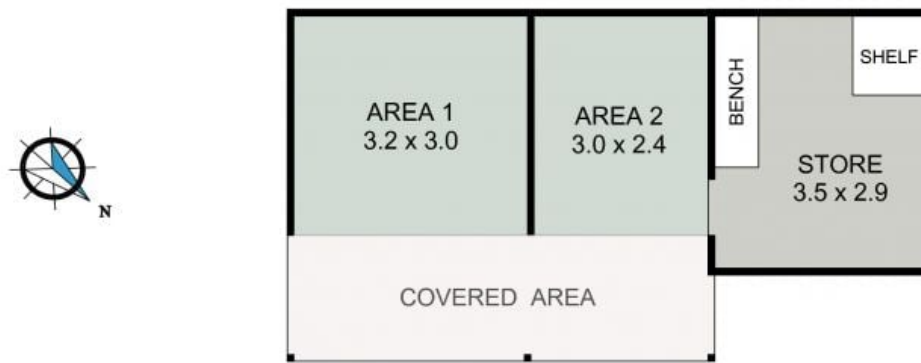 AREA 1
3.2 x 3.0
AREA 2
3.0 x 2.4
BENCH
SHELF
STORE
3.5 x 2.9
N
COVERED AREA